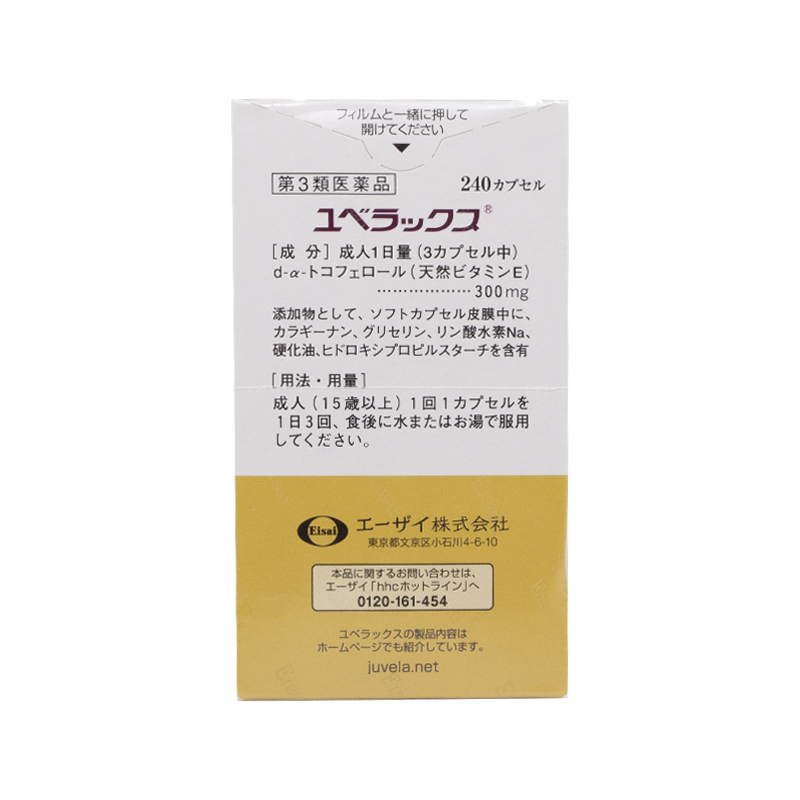 フィルムと一緒に押して
開けてください
第3類医薬品
240カプセル
ユベラックス®
[成 分] 成人1日量(3カプセル中)
d-α-トコフェロール(天然ビタミンE)
………………300mg
添加物として、ソフトカプセル皮膜中に、
カラギーナン、グリセリン、リン酸水素Na、
硬化油、ヒドロキシプロピルスターチを含有
[用法・用量]
成人(15歳以上)1回1カプセルを
1日3回、食後に水またはお湯で服用
してください。
Eisai
エーザイ株式会社
東京都文京区小石川4-6-10
本品に関するお問い合わせは、
エーザイ「hhcホットライン」へ
0120-161-454
ユベラックスの製品内容は
ホームページでも紹介しています。
juvela.net